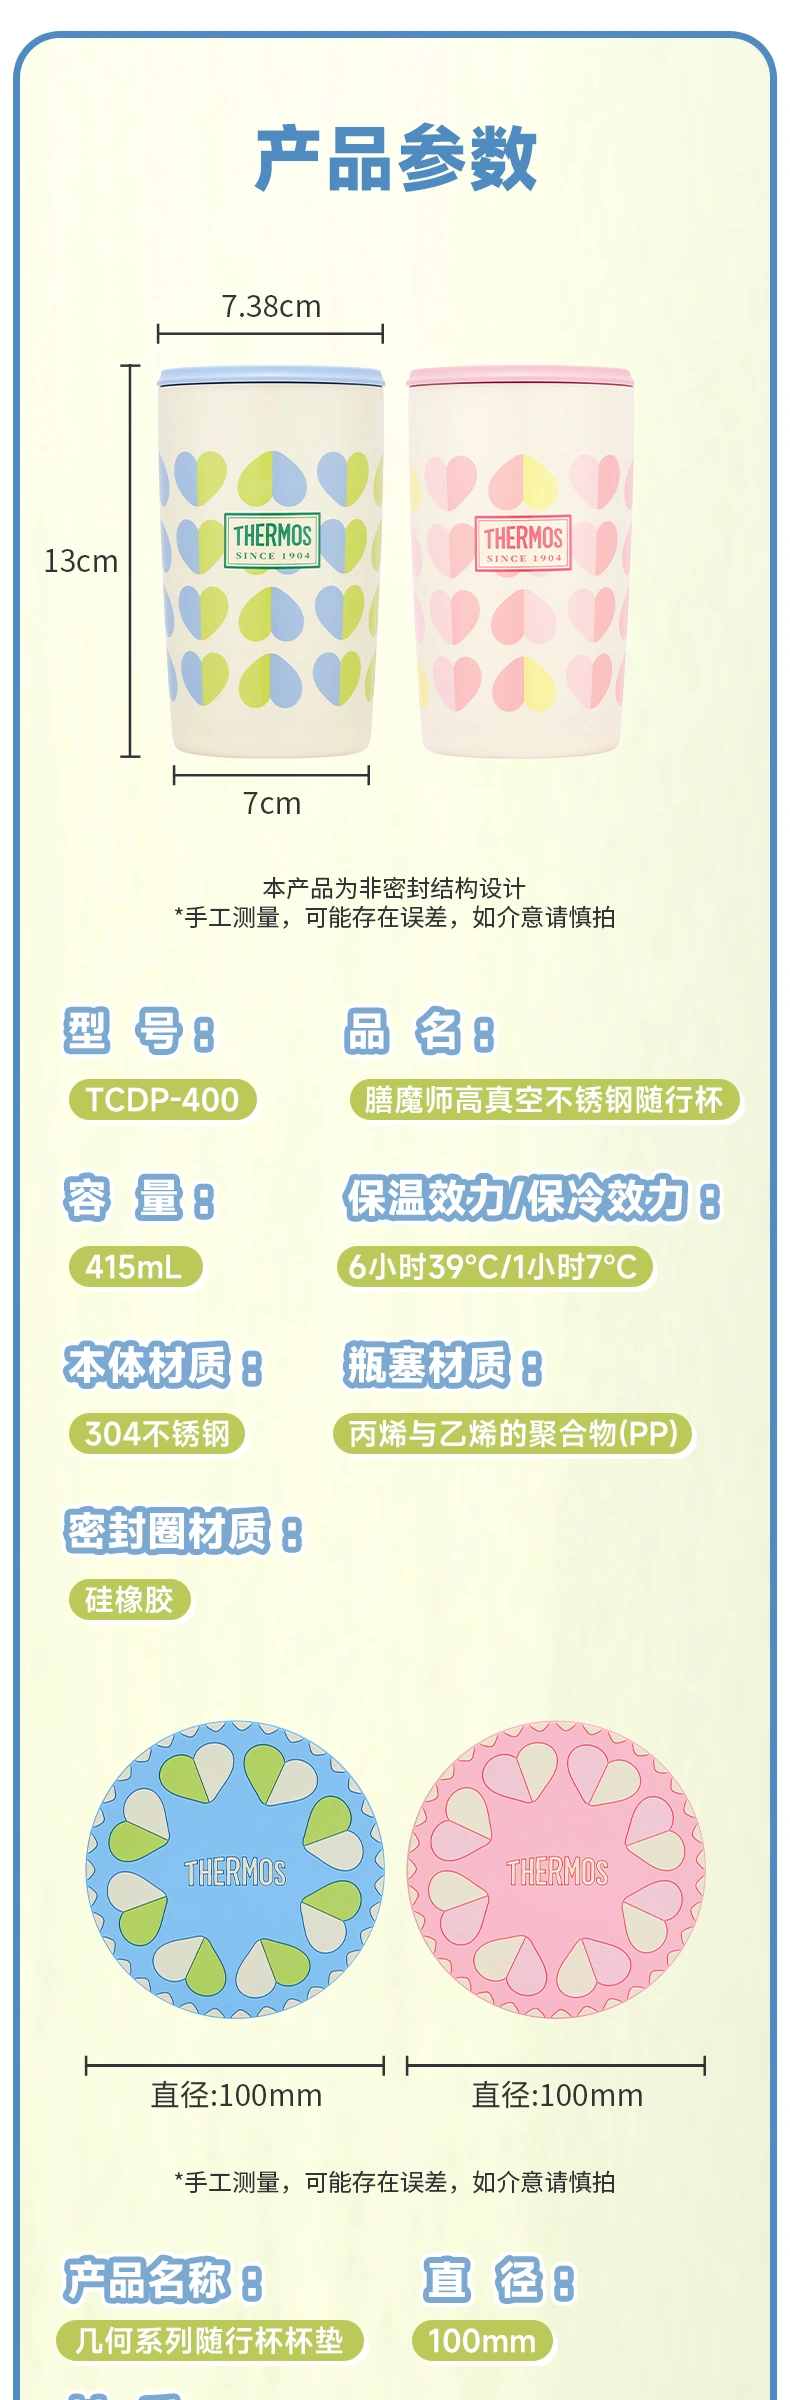 产品参数
7.38cm
13cm
THERMOS
SINCE 1904
THERMOS
SINCE 1904
7cm
本产品为非密封结构设计
*手工测量，可能存在误差，如介意请慎拍
型 号：
品 名：
TCDP-400
膳魔师高真空不锈钢随行杯
容 量：
保温效力/保冷效力：
415mL
6小时39°C/1小时7°C
本体材质：
瓶塞材质：
304不锈钢
丙烯与乙烯的聚合物(PP)
密封圈材质：
硅橡胶
THERMOS
THERMOS
直径:100mm
直径:100mm
*手工测量，可能存在误差，如介意请慎拍
产品名称：
直 径：
几何系列随行杯杯垫
100mm